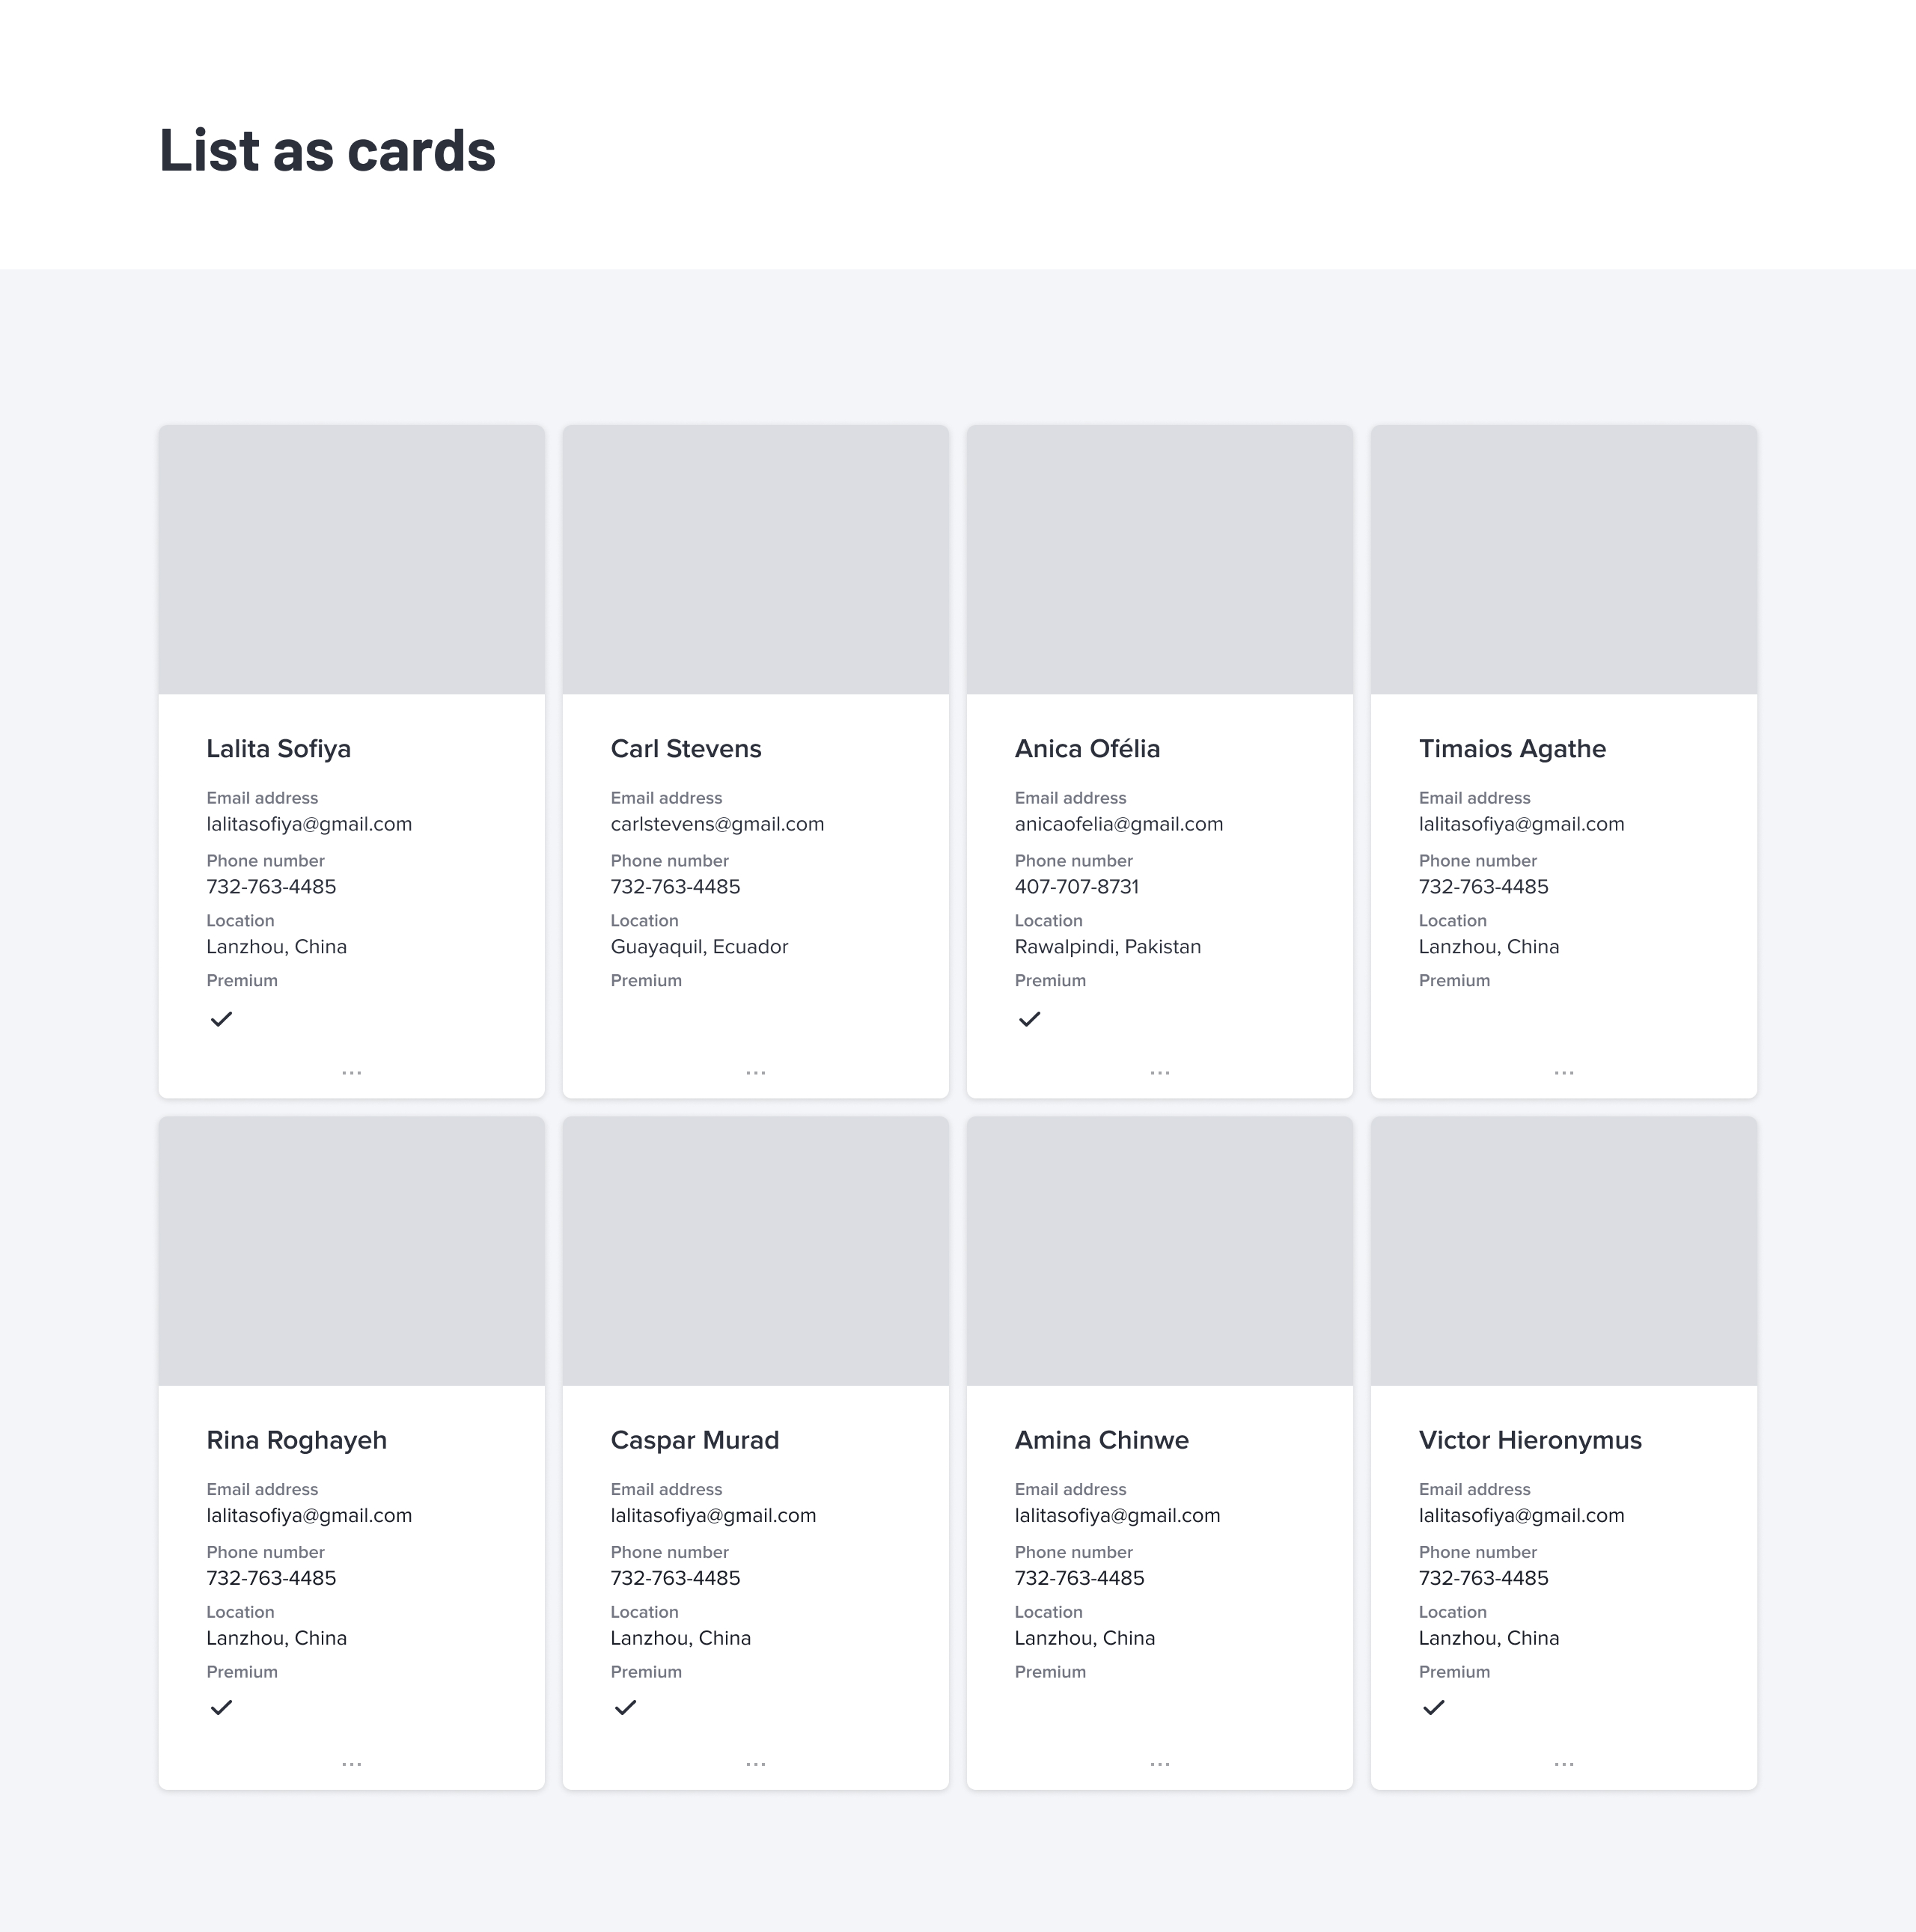 List as cards
Lalita Sofiya
Email address
lalitasofiya@gmail.com
Phone number
732-763-4485
Location
Lanzhou, China
Premium
...
Carl Stevens
Email address
carlstevens@gmail.com
Phone number
732-763-4485
Location
Guayaquil, Ecuador
Premium
...
Anica Ofélia
Email address
anicaofelia@gmail.com
Phone number
407-707-8731
Location
Rawalpindi, Pakistan
Premium
...
Timaios Agathe
Email address
lalitasofiya@gmail.com
Phone number
732-763-4485
Location
Lanzhou, China
Premium
...
Rina Roghayeh
Email address
lalitasofiya@gmail.com
Phone number
732-763-4485
Location
Lanzhou, China
Premium
...
Caspar Murad
Email address
lalitasofiya@gmail.com
Phone number
732-763-4485
Location
Lanzhou, China
Premium
...
Amina Chinwe
Email address
lalitasofiya@gmail.com
Phone number
732-763-4485
Location
Lanzhou, China
Premium
...
Victor Hieronymus
Email address
lalitasofiya@gmail.com
Phone number
732-763-4485
Location
Lanzhou, China
Premium
...